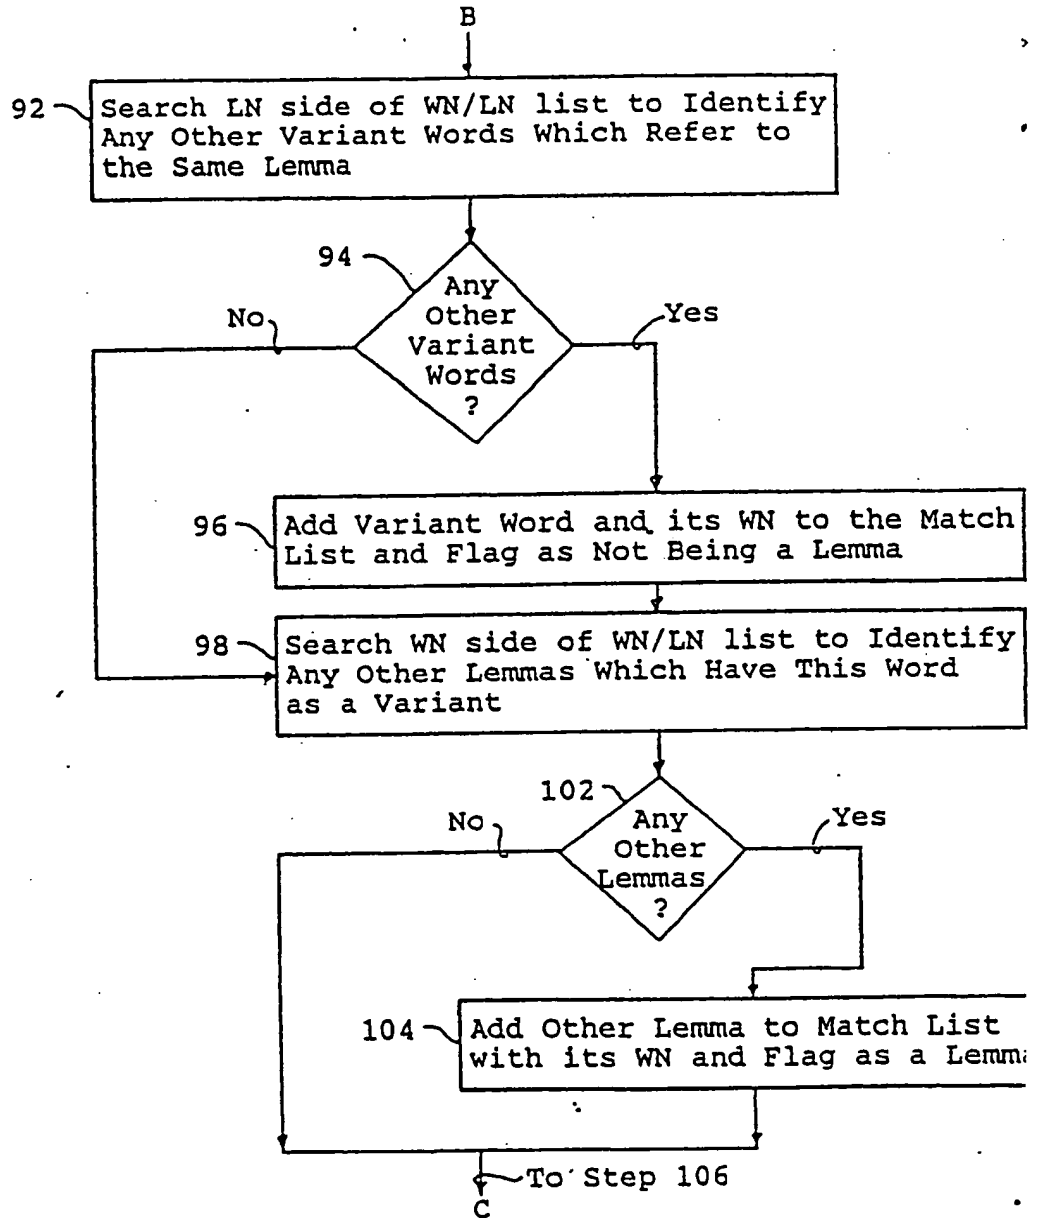 B
92
Search LN side of WN/LN list to Identify
Any Other Variant Words Which Refer to
the Same Lemma
94
Any
Other
Variant
Words
?
No
Yes
96
Add Variant Word and its WN to the Match
List and Flag as Not Being a Lemma
98
Search WN side of WN/LN list to Identify
Any Other Lemmas Which Have This Word
as a Variant
102
Any
Other
Lemmas
?
No
Yes
104
Add Other Lemma to Match List
with its WN and Flag as a Lemma
To Step 106
C